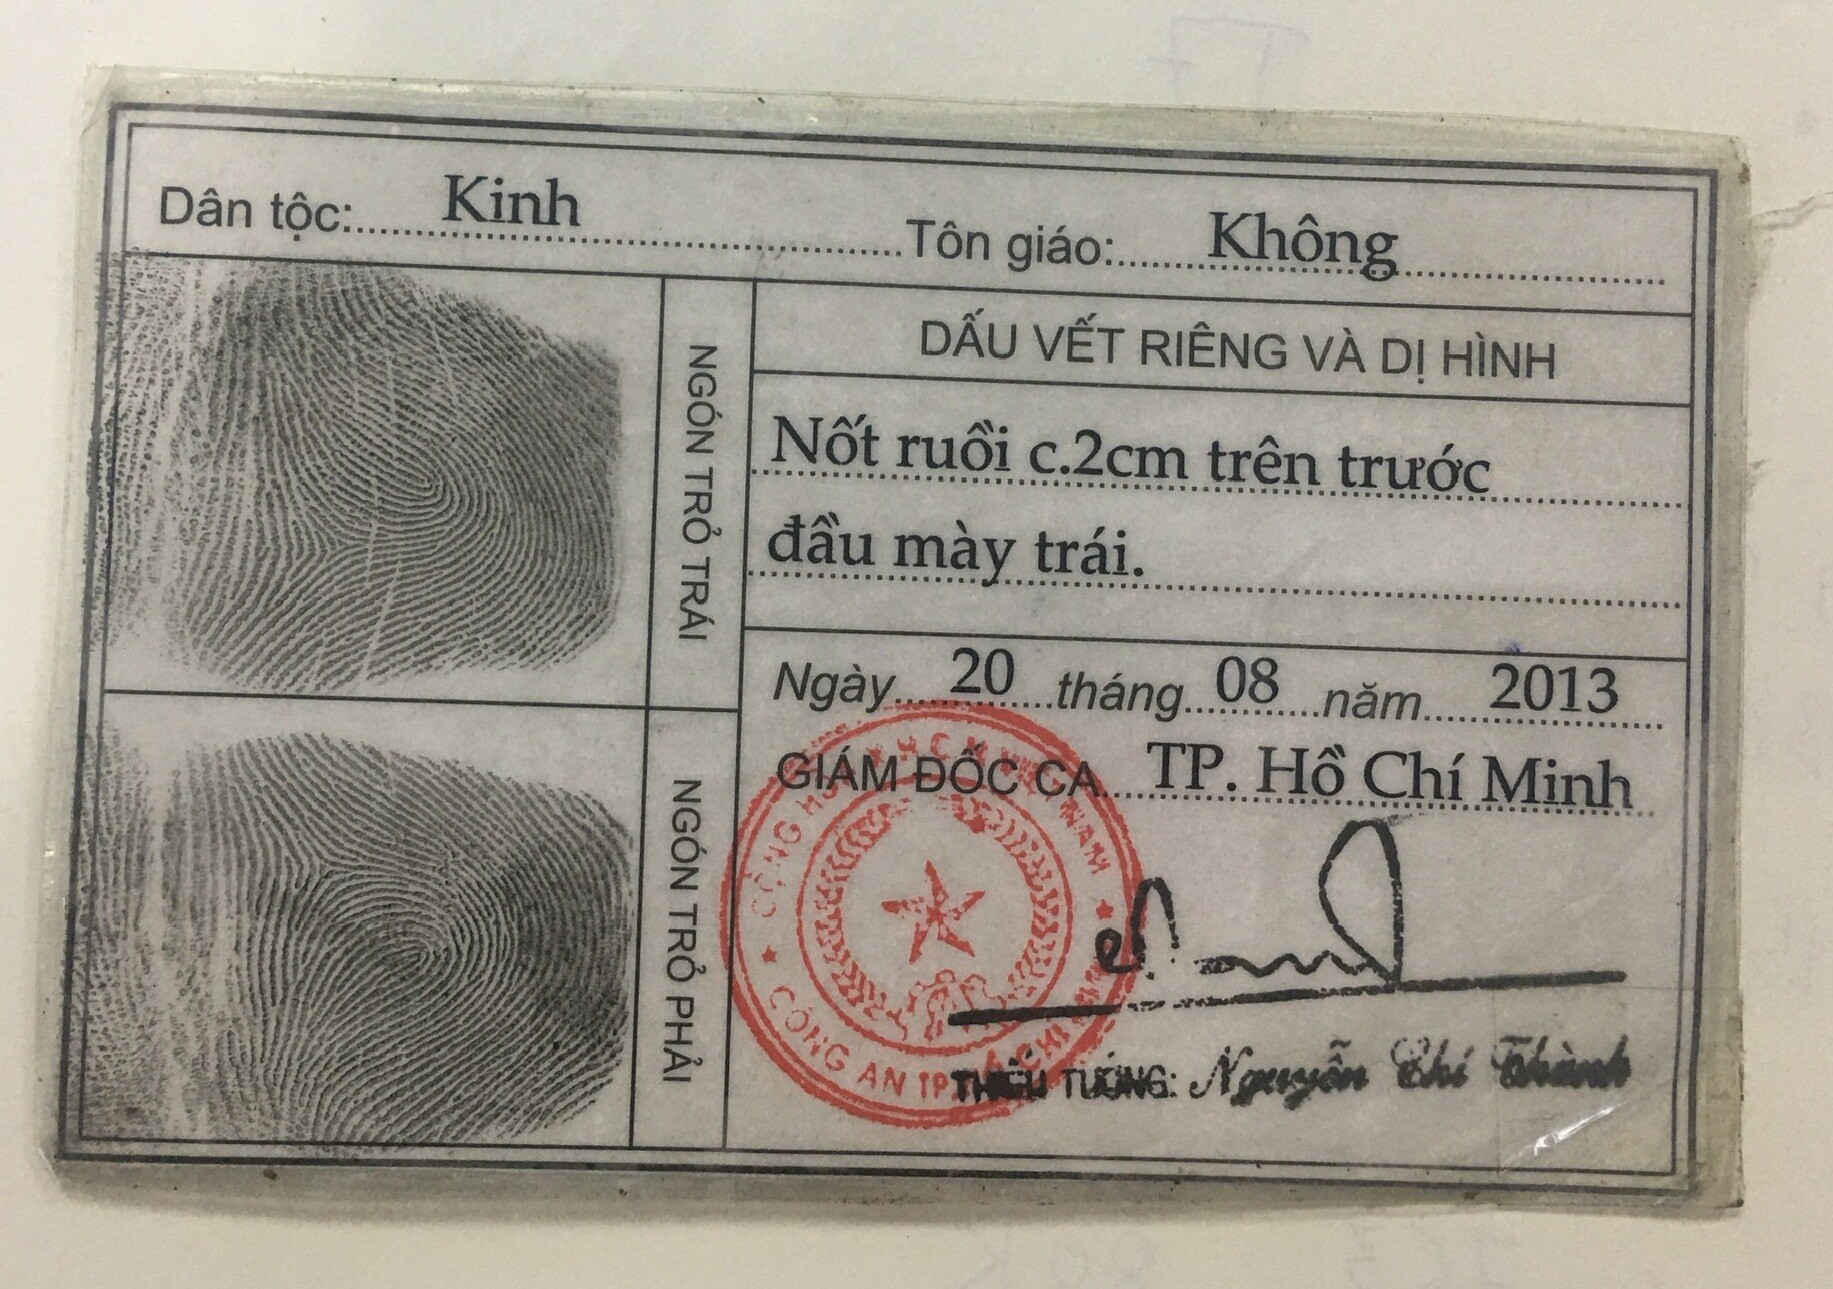 Dân tộc: Kinh Tôn giáo: Không
NGÓN TRỎ TRÁI
DẤU VẾT RIÊNG VÀ DỊ HÌNH
Nốt ruồi c.2cm trên trước
đầu mày trái.
NGÓN TRỎ PHẢI
Ngày 20 tháng 08 năm 2013
GIÁM ĐỐC CA TP. Hồ Chí Minh
CÔNG AN TP.
THIẾU TƯỚNG: Nguyễn Chí Thành